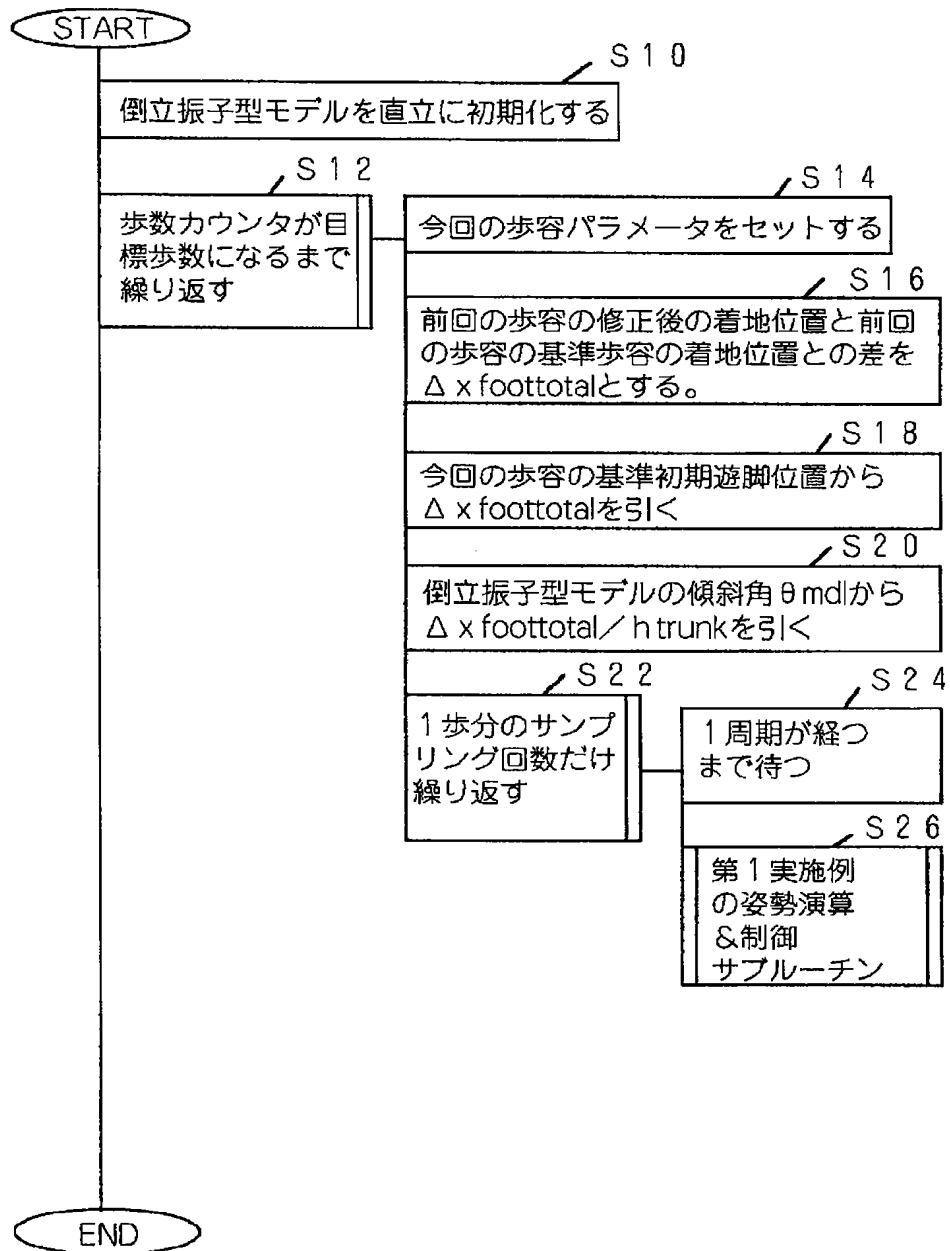 START
S10
倒立振子型モデルを直立に初期化する
S12
歩数カウンタが目
標歩数になるまで
繰り返す
S14
今回の歩容パラメータをセットする
S16
前回の歩容の修正後の着地位置と前回
の歩容の基準歩容の着地位置との差を
Δxfoottotalとする。
S18
今回の歩容の基準初期遊脚位置から
Δxfoottotalを引く
S20
倒立振子型モデルの傾斜角θmdlから
Δxfoottotal/htrunkを引く
S22
1歩分のサンプ
リング回数だけ
繰り返す
S24
1周期が経つ
まで待つ
S26
第1実施例
の姿勢演算
&制御
サブルーチン
END